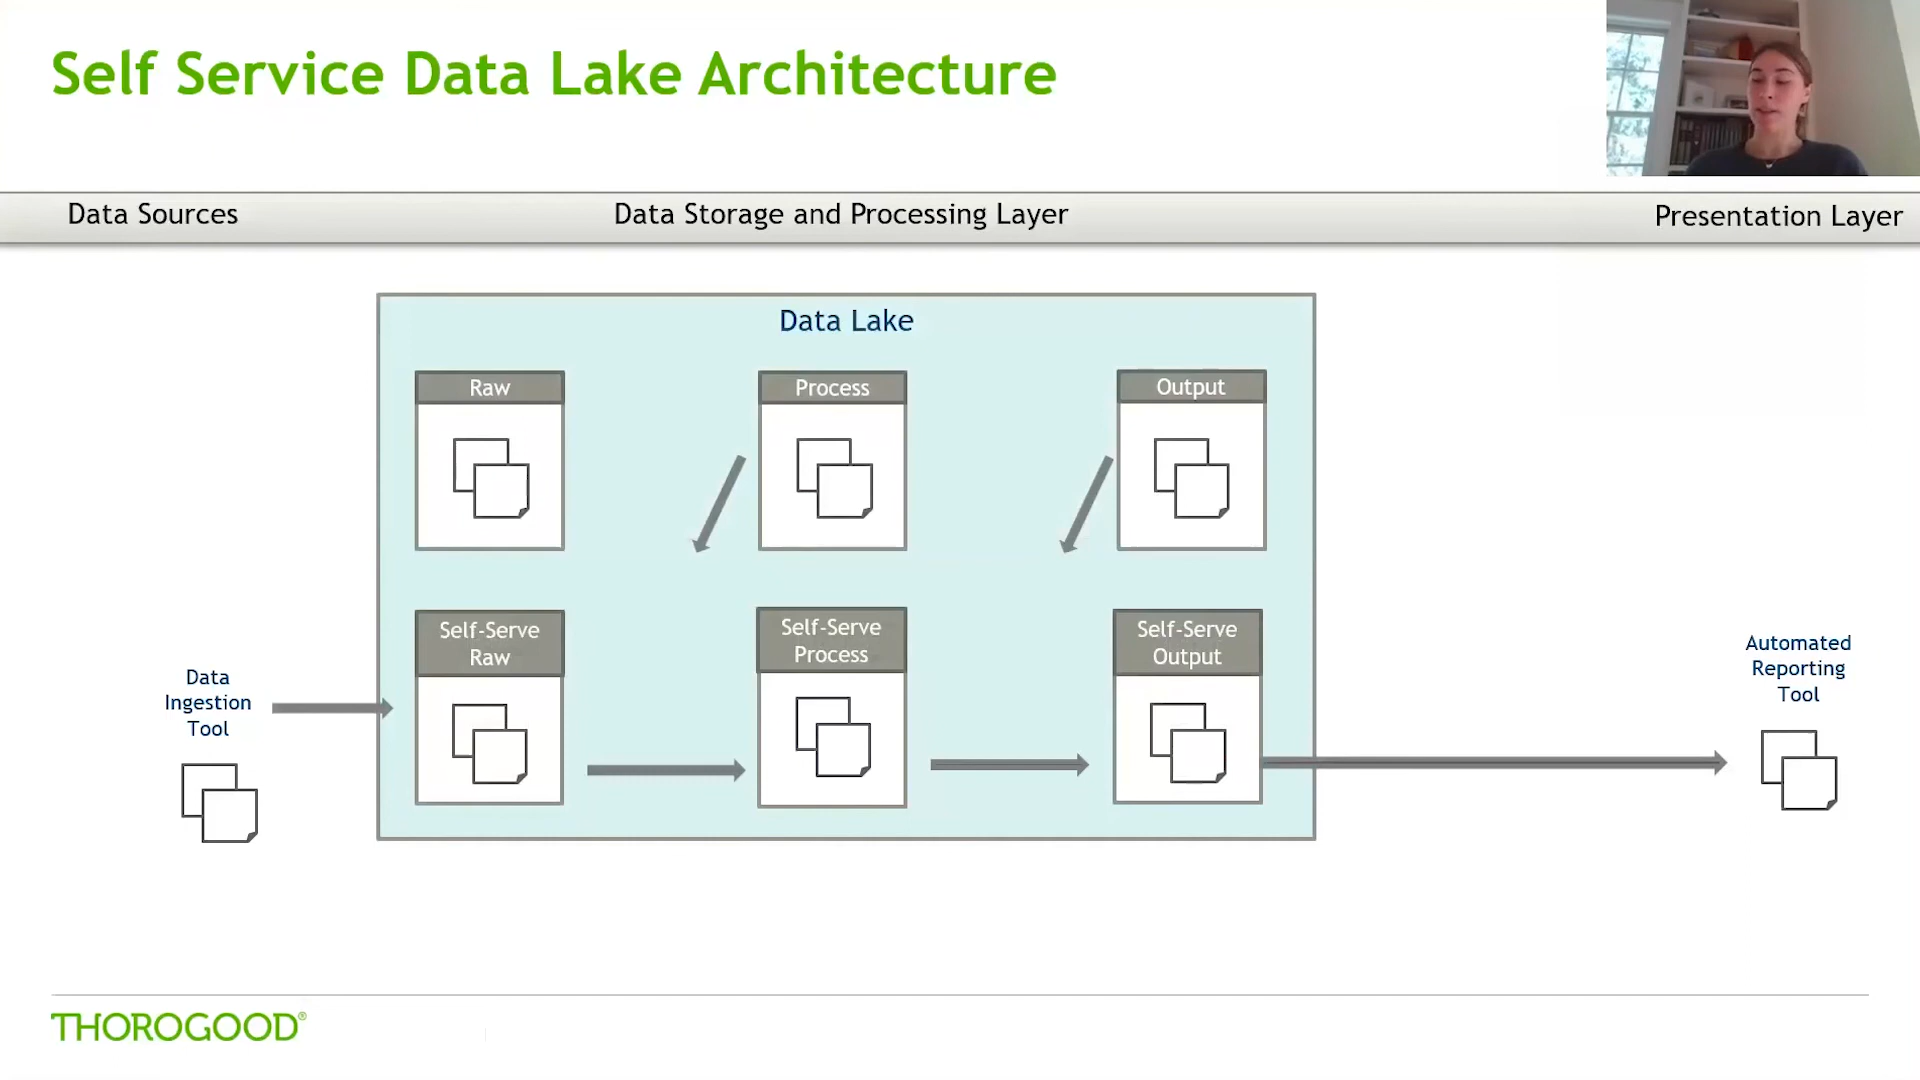 Self Service Data Lake Architecture
Data Sources
Data Storage and Processing Layer
Presentation Layer
Data Lake
Raw
Process
Output
Self-Serve
Raw
Self-Serve
Process
Self-Serve
Output
Data
Ingestion
Tool
Automated
Reporting
Tool
THOROGOOD®